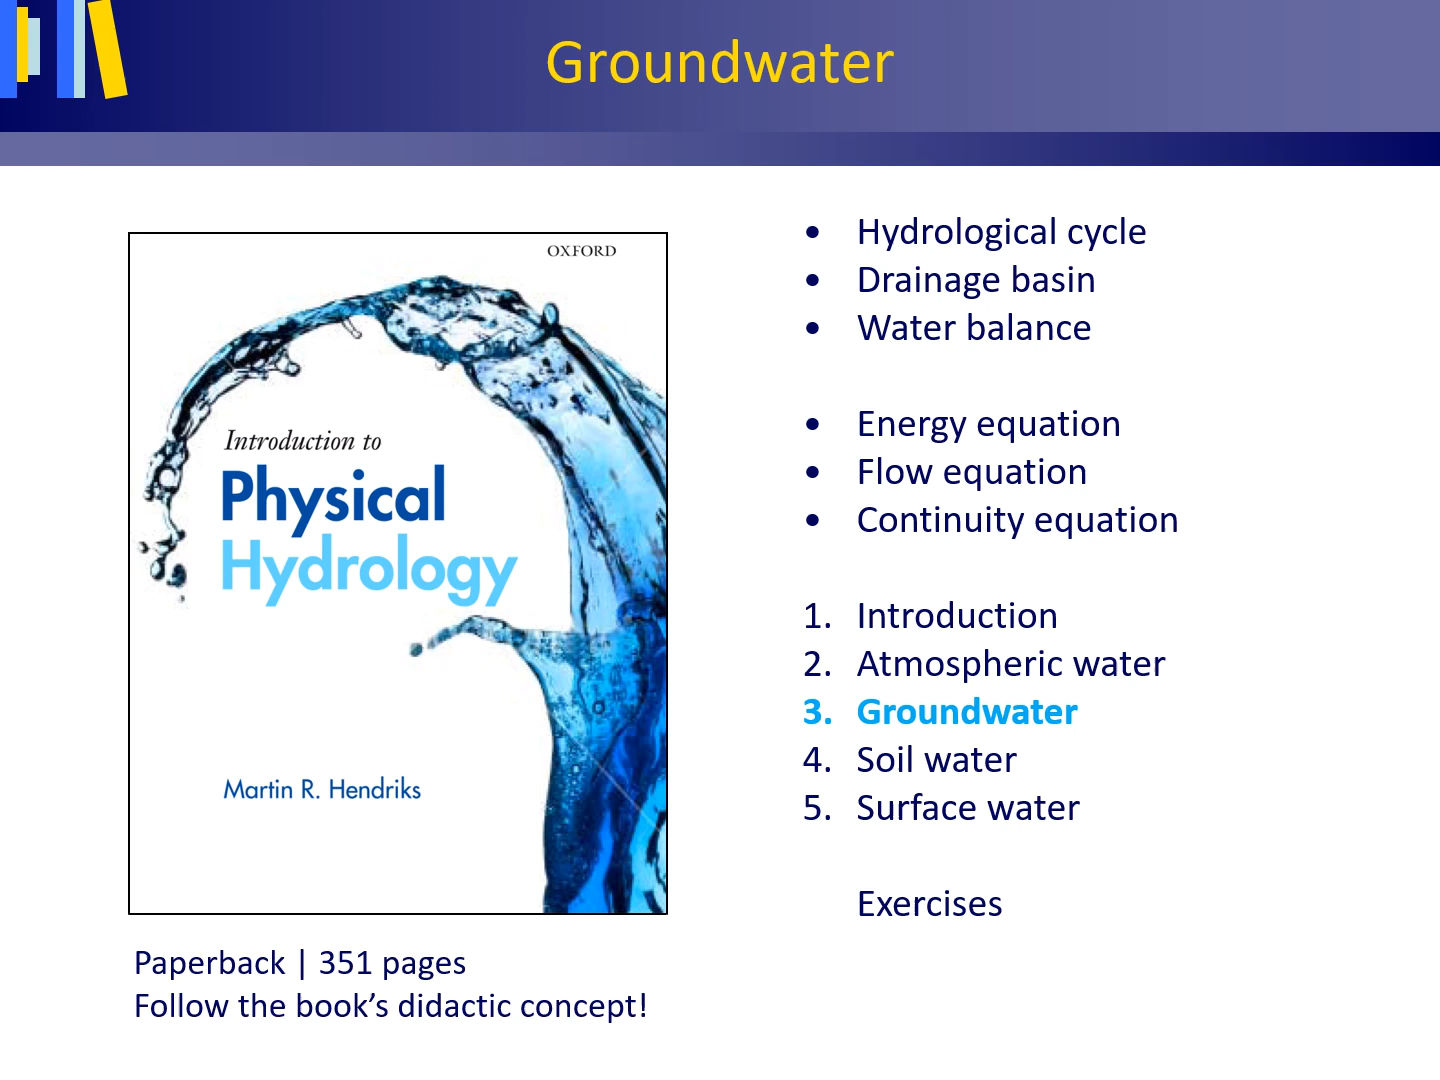 Groundwater
OXFORD
Introduction to
Physical
Hydrology
Martin R. Hendriks
Paperback | 351 pages
Follow the book’s didactic concept!
• Hydrological cycle
• Drainage basin
• Water balance
• Energy equation
• Flow equation
• Continuity equation
1. Introduction
2. Atmospheric water
3. Groundwater
4. Soil water
5. Surface water
Exercises